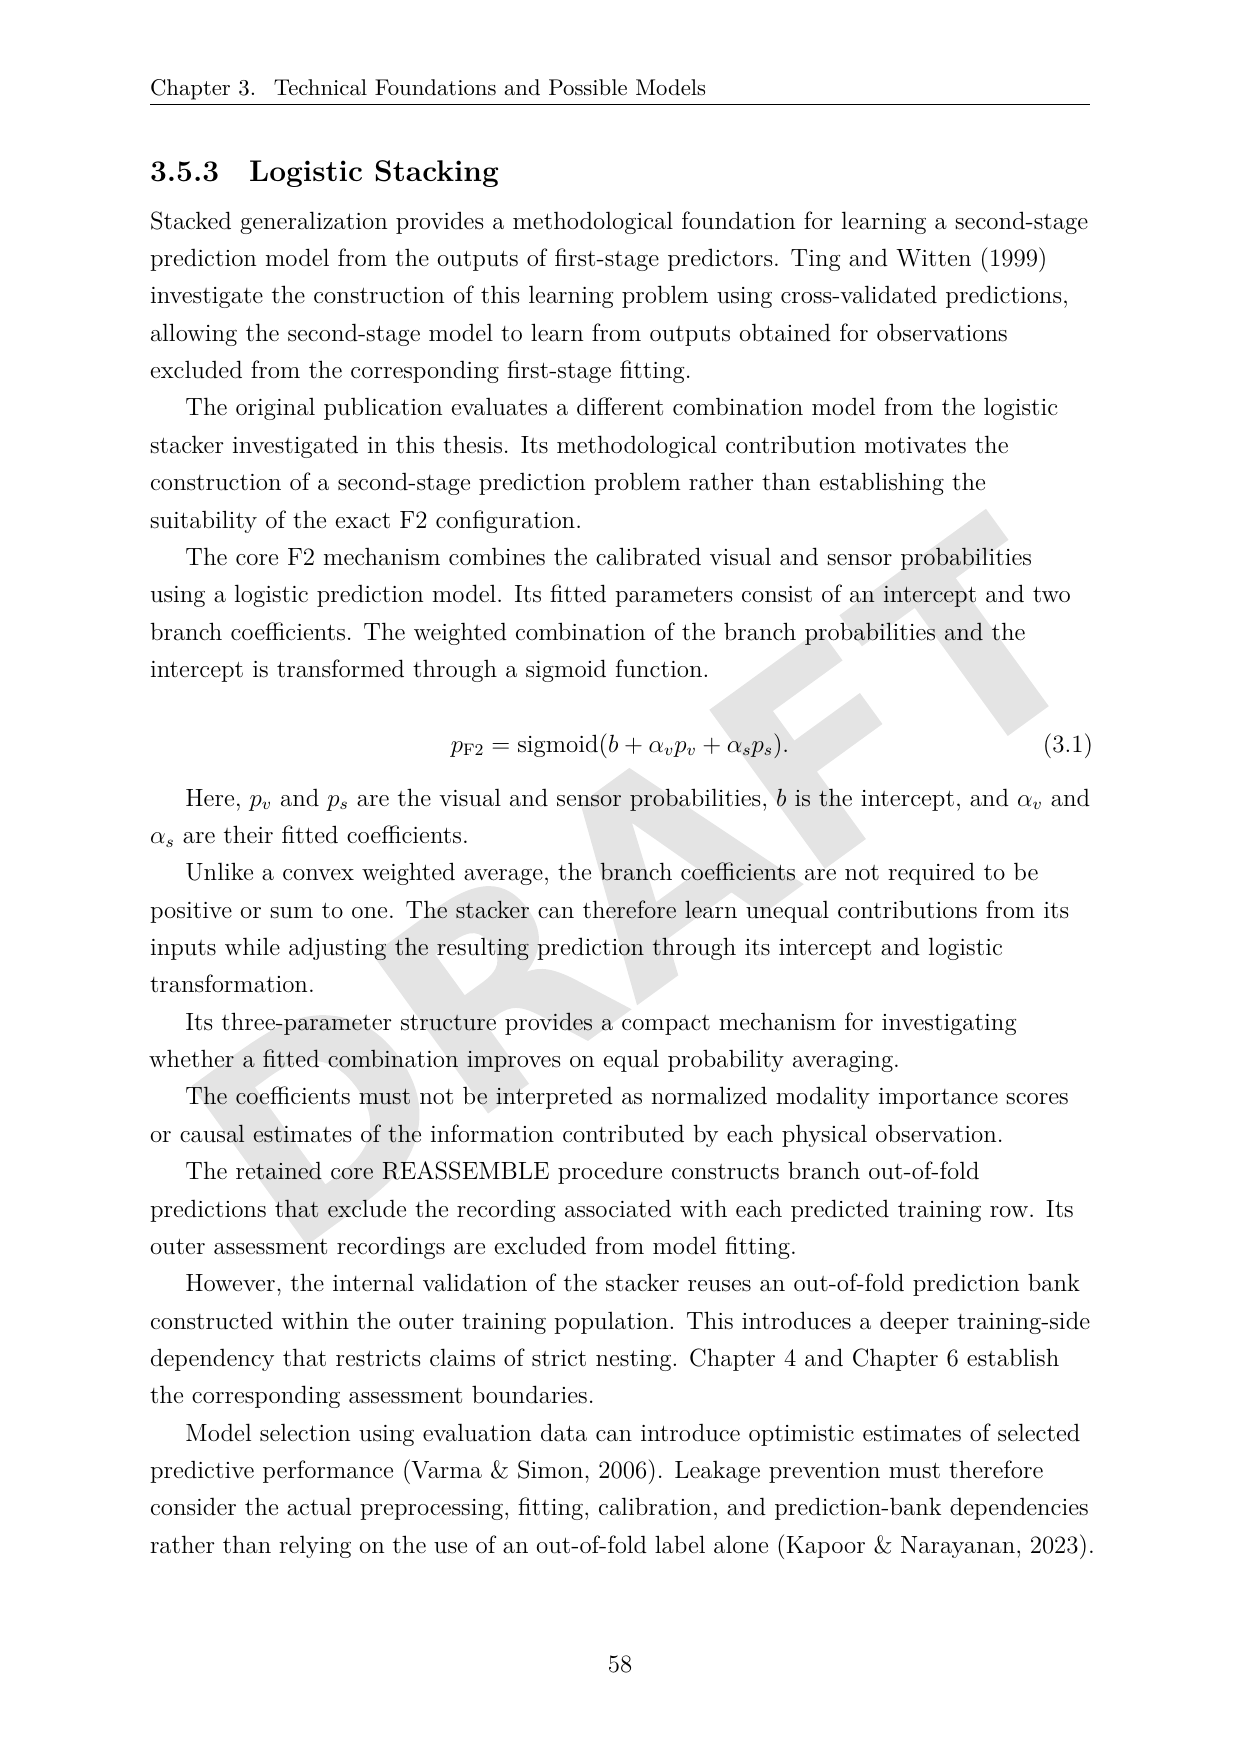 Chapter 3. Technical Foundations and Possible Models
3.5.3 Logistic Stacking
Stacked generalization provides a methodological foundation for learning a second-stage
prediction model from the outputs of first-stage predictors. Ting and Witten (1999)
investigate the construction of this learning problem using cross-validated predictions,
allowing the second-stage model to learn from outputs obtained for observations
excluded from the corresponding first-stage fitting.
The original publication evaluates a different combination model from the logistic
stacker investigated in this thesis. Its methodological contribution motivates the
construction of a second-stage prediction problem rather than establishing the
suitability of the exact F2 configuration.
The core F2 mechanism combines the calibrated visual and sensor probabilities
using a logistic prediction model. Its fitted parameters consist of an intercept and two
branch coefficients. The weighted combination of the branch probabilities and the
intercept is transformed through a sigmoid function.
p_F2 = sigmoid(b + α_v p_v + α_s p_s). (3.1)
Here, p_v and p_s are the visual and sensor probabilities, b is the intercept, and α_v and
α_s are their fitted coefficients.
Unlike a convex weighted average, the branch coefficients are not required to be
positive or sum to one. The stacker can therefore learn unequal contributions from its
inputs while adjusting the resulting prediction through its intercept and logistic
transformation.
Its three-parameter structure provides a compact mechanism for investigating
whether a fitted combination improves on equal probability averaging.
The coefficients must not be interpreted as normalized modality importance scores
or causal estimates of the information contributed by each physical observation.
The retained core REASSEMBLE procedure constructs branch out-of-fold
predictions that exclude the recording associated with each predicted training row. Its
outer assessment recordings are excluded from model fitting.
However, the internal validation of the stacker reuses an out-of-fold prediction bank
constructed within the outer training population. This introduces a deeper training-side
dependency that restricts claims of strict nesting. Chapter 4 and Chapter 6 establish
the corresponding assessment boundaries.
Model selection using evaluation data can introduce optimistic estimates of selected
predictive performance (Varma & Simon, 2006). Leakage prevention must therefore
consider the actual preprocessing, fitting, calibration, and prediction-bank dependencies
rather than relying on the use of an out-of-fold label alone (Kapoor & Narayanan, 2023).
58
DRAFT